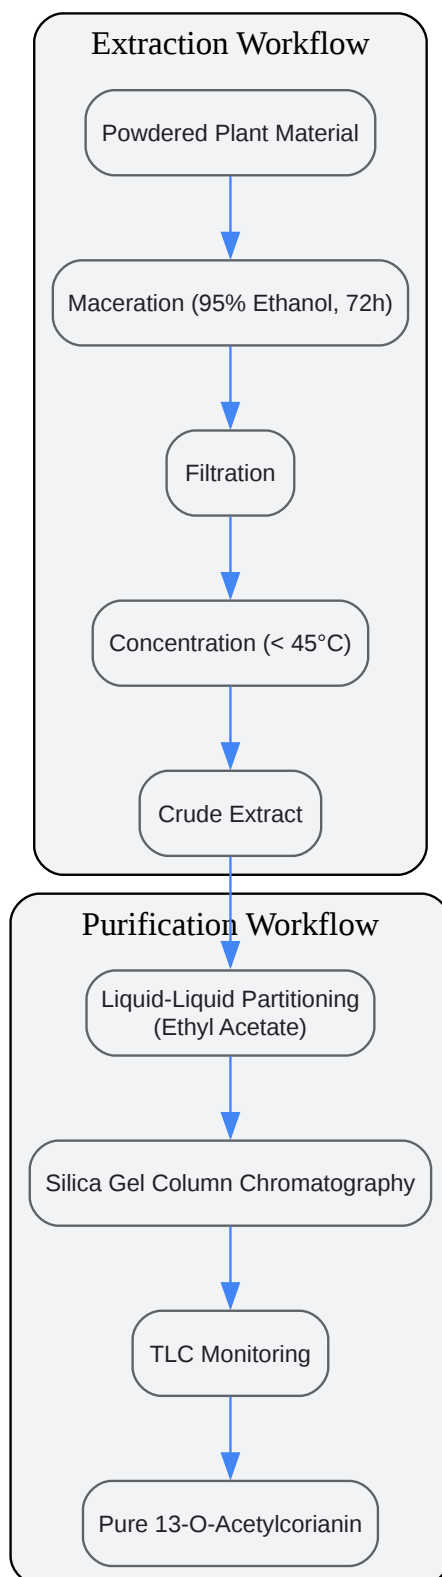 Extraction Workflow
Powdered Plant Material
Maceration (95% Ethanol, 72h)
Filtration
Concentration (< 45°C)
Crude Extract
Purification Workflow
Liquid-Liquid Partitioning
(Ethyl Acetate)
Silica Gel Column Chromatography
TLC Monitoring
Pure 13-O-Acetylcorianin